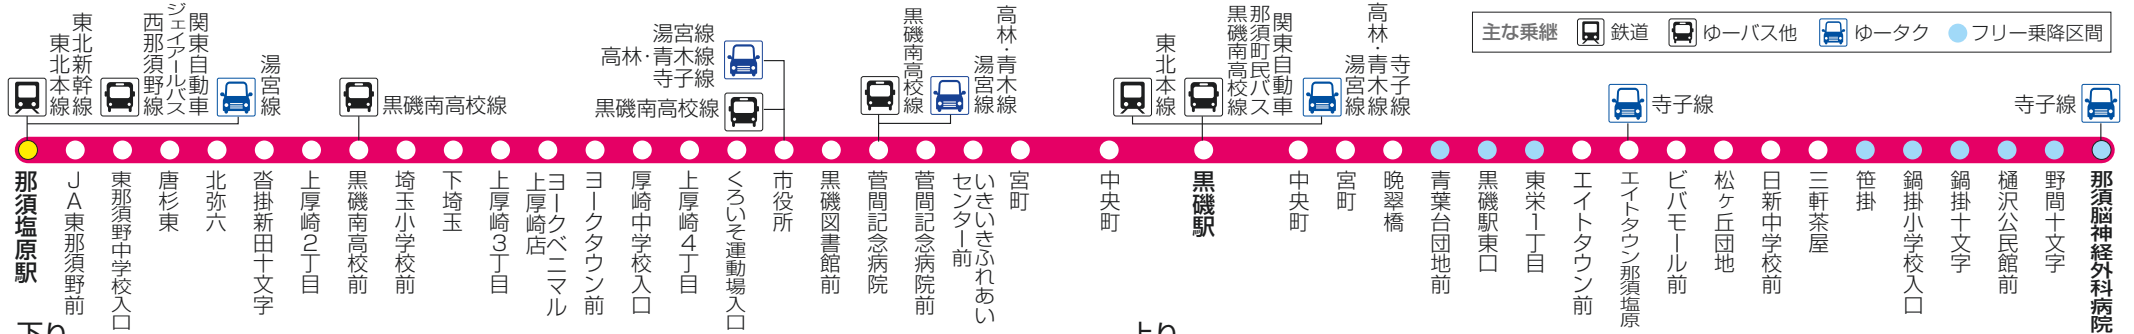 東北新幹線
東北本線
関東自動車
ジェイアールバス
西那須野線
湯宮線
黒磯南高校線
湯宮線
高林・青木線
寺子線
黒磯南高校線
黒磯南高校線
高林・青木線
湯宮線
東北本線
関東自動車
那須町民バス
黒磯南高校線
寺子線
高林・青木線
湯宮線
主な乗継 鉄道 ゆーバス他 ゆータク フリー乗降区間
寺子線
寺子線
那須塩原駅
JA東那須野前
東那須野中学校入口
唐杉東
北弥六
沓掛新田十文字
上厚崎2丁目
黒磯南高校前
埼玉小学校前
下埼玉
上厚崎3丁目
ヨークベニマル
上厚崎店
ヨークタウン前
厚崎中学校入口
上厚崎4丁目
くろいそ運動場入口
市役所
黒磯図書館前
菅間記念病院
菅間記念病院前
いきいきふれあい
センター前
宮町
中央町
黒磯駅
中央町
宮町
晩翠橋
青葉台団地前
黒磯駅東口
東栄1丁目
エイトタウン前
エイトタウン那須塩原
ビバモール前
松ヶ丘団地
日新中学校前
三軒茶屋
笹掛
鍋掛小学校入口
鍋掛十文字
樋沢公民館前
野間十文字
那須脳神経外科病院
下り
上り